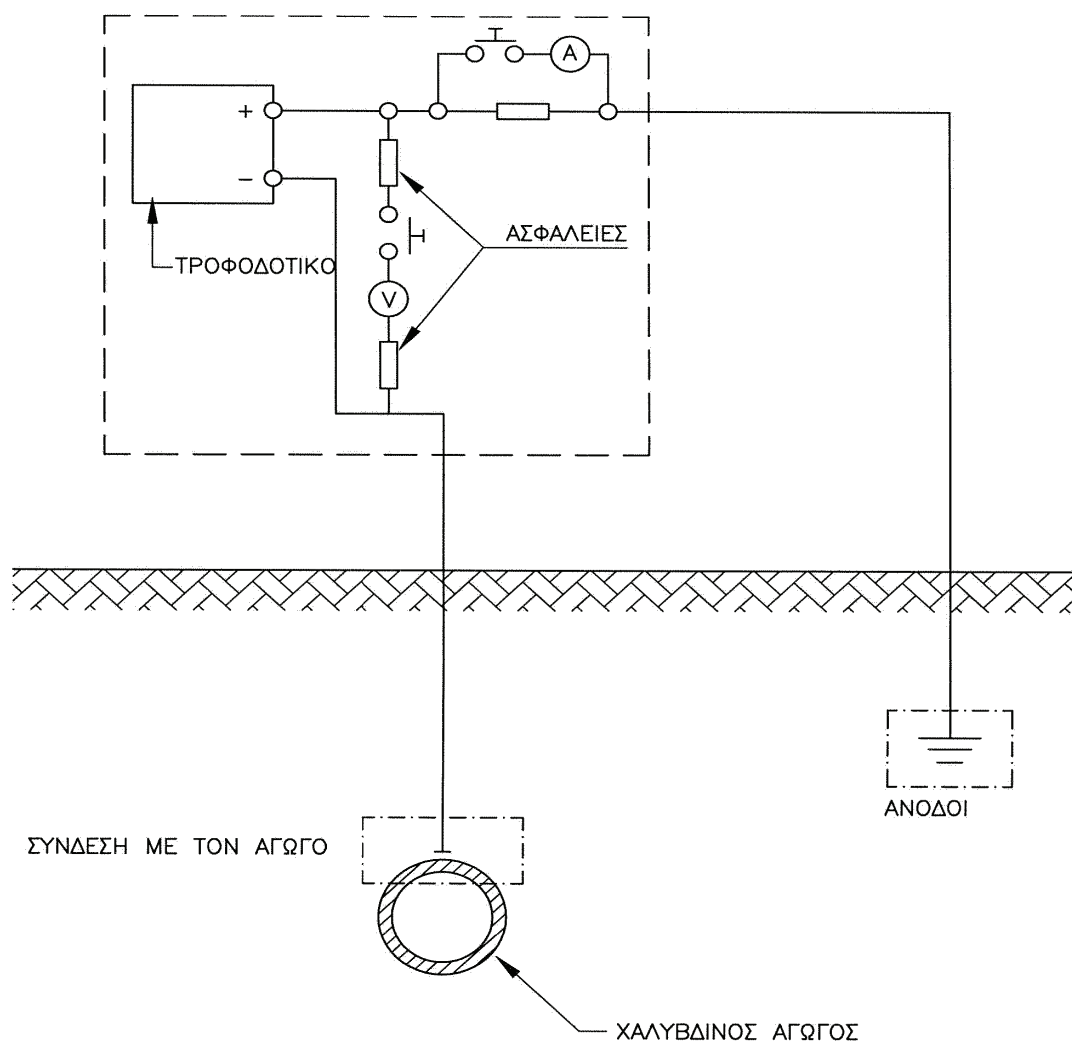 A
+
−
ΑΣΦΑΛΕΙΕΣ
ΤΡΟΦΟΔΟΤΙΚΟ
V
ΑΝΟΔΟΙ
ΣΥΝΔΕΣΗ ΜΕ ΤΟΝ ΑΓΩΓΟ
ΧΑΛΥΒΔΙΝΟΣ ΑΓΩΓΟΣ